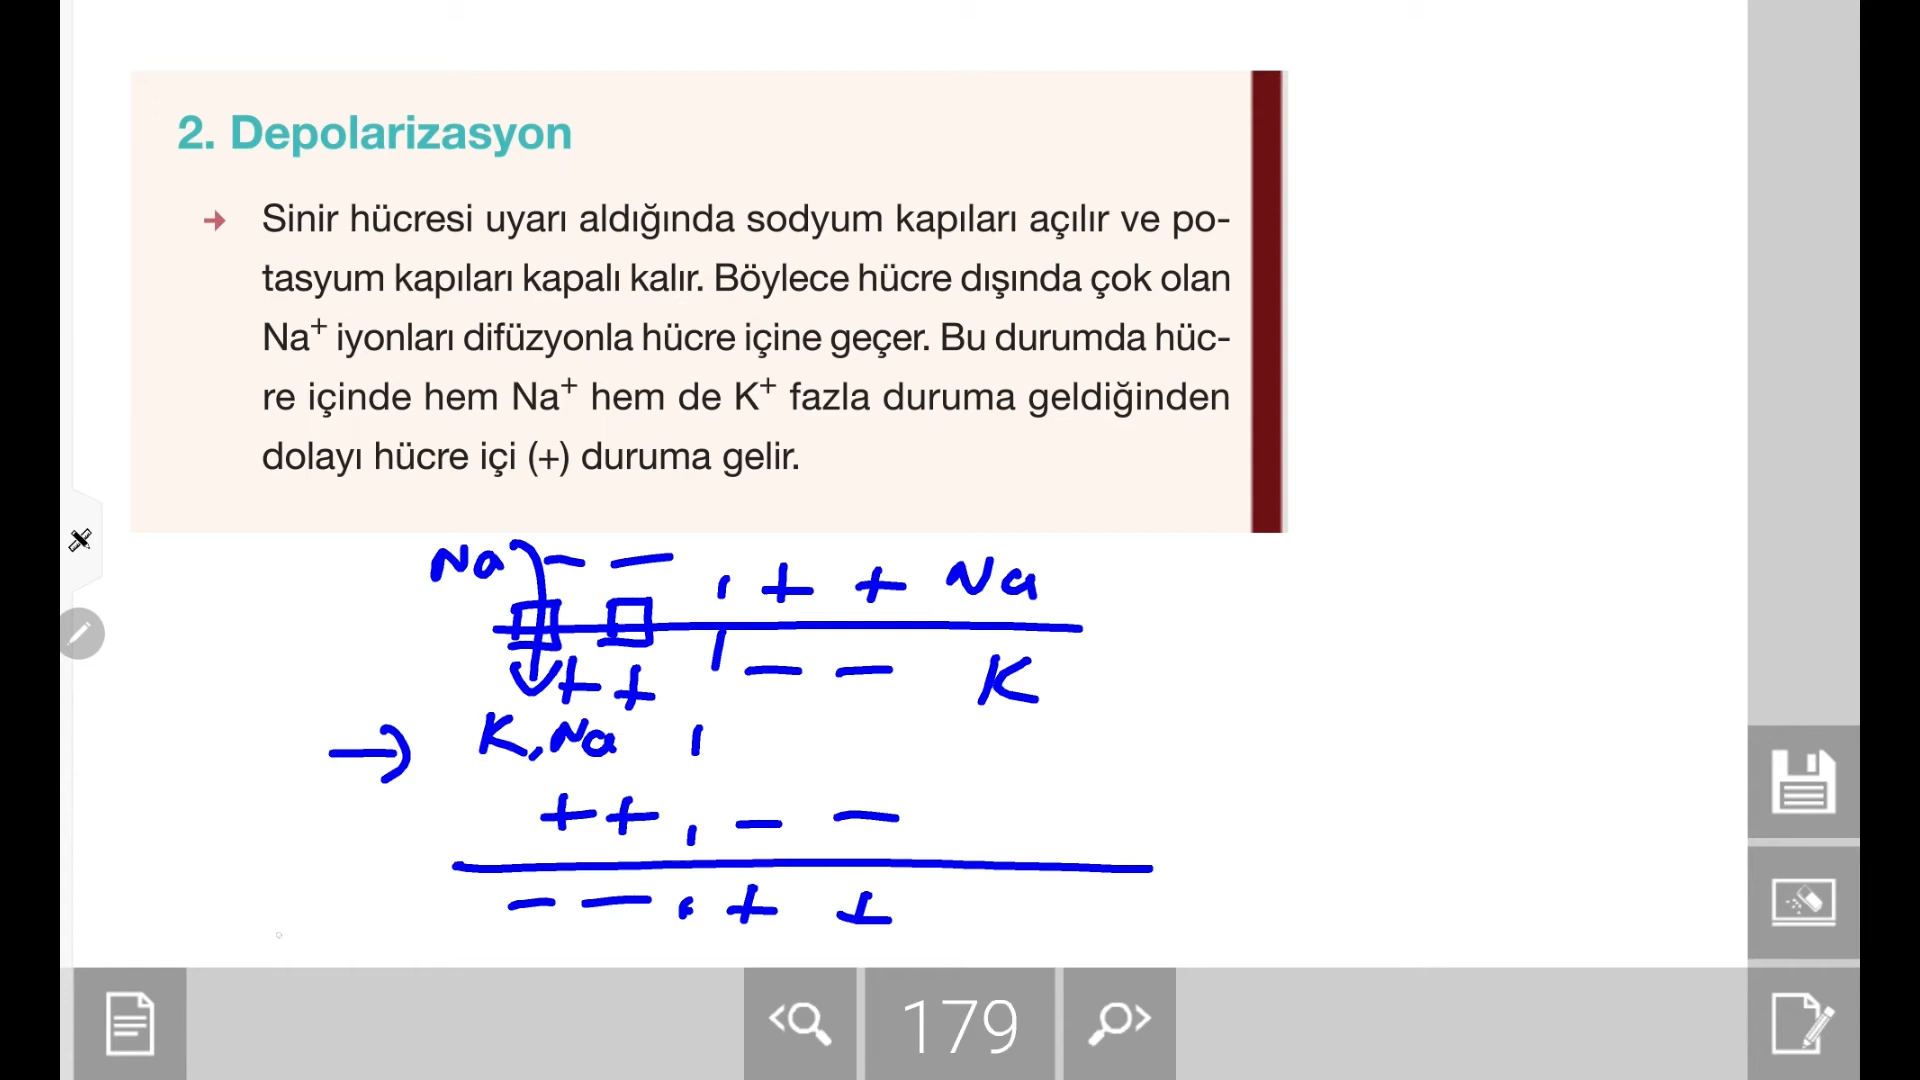 2. Depolarizasyon
→ Sinir hücresi uyarı aldığında sodyum kapıları açılır ve po-
tasyum kapıları kapalı kalır. Böylece hücre dışında çok olan
Na⁺ iyonları difüzyonla hücre içine geçer. Bu durumda hüc-
re içinde hem Na⁺ hem de K⁺ fazla duruma geldiğinden
dolayı hücre içi (+) duruma gelir.
Na − − + + Na
+ + − − K
→ K, Na
+ + − −
− − + +
179